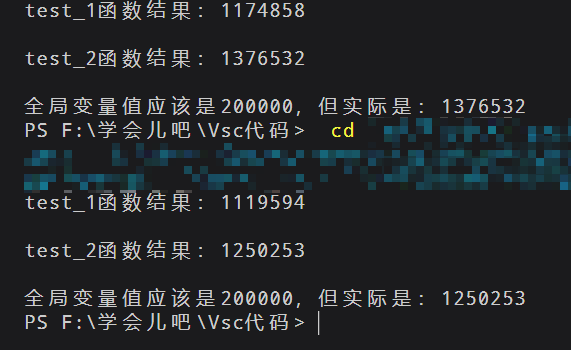 test_1函数结果：1174858
test_2函数结果：1376532
全局变量值应该是200000，但实际是：1376532
PS F:\学会儿吧\Vsc代码> cd
test_1函数结果：1119594
test_2函数结果：1250253
全局变量值应该是200000，但实际是：1250253
PS F:\学会儿吧\Vsc代码>